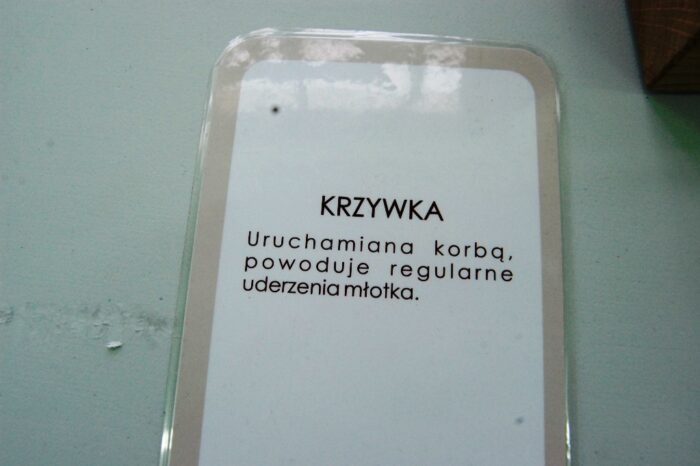 KRZYWKA
Uruchamiana korbą,
powoduje regularne
uderzenia młotka.